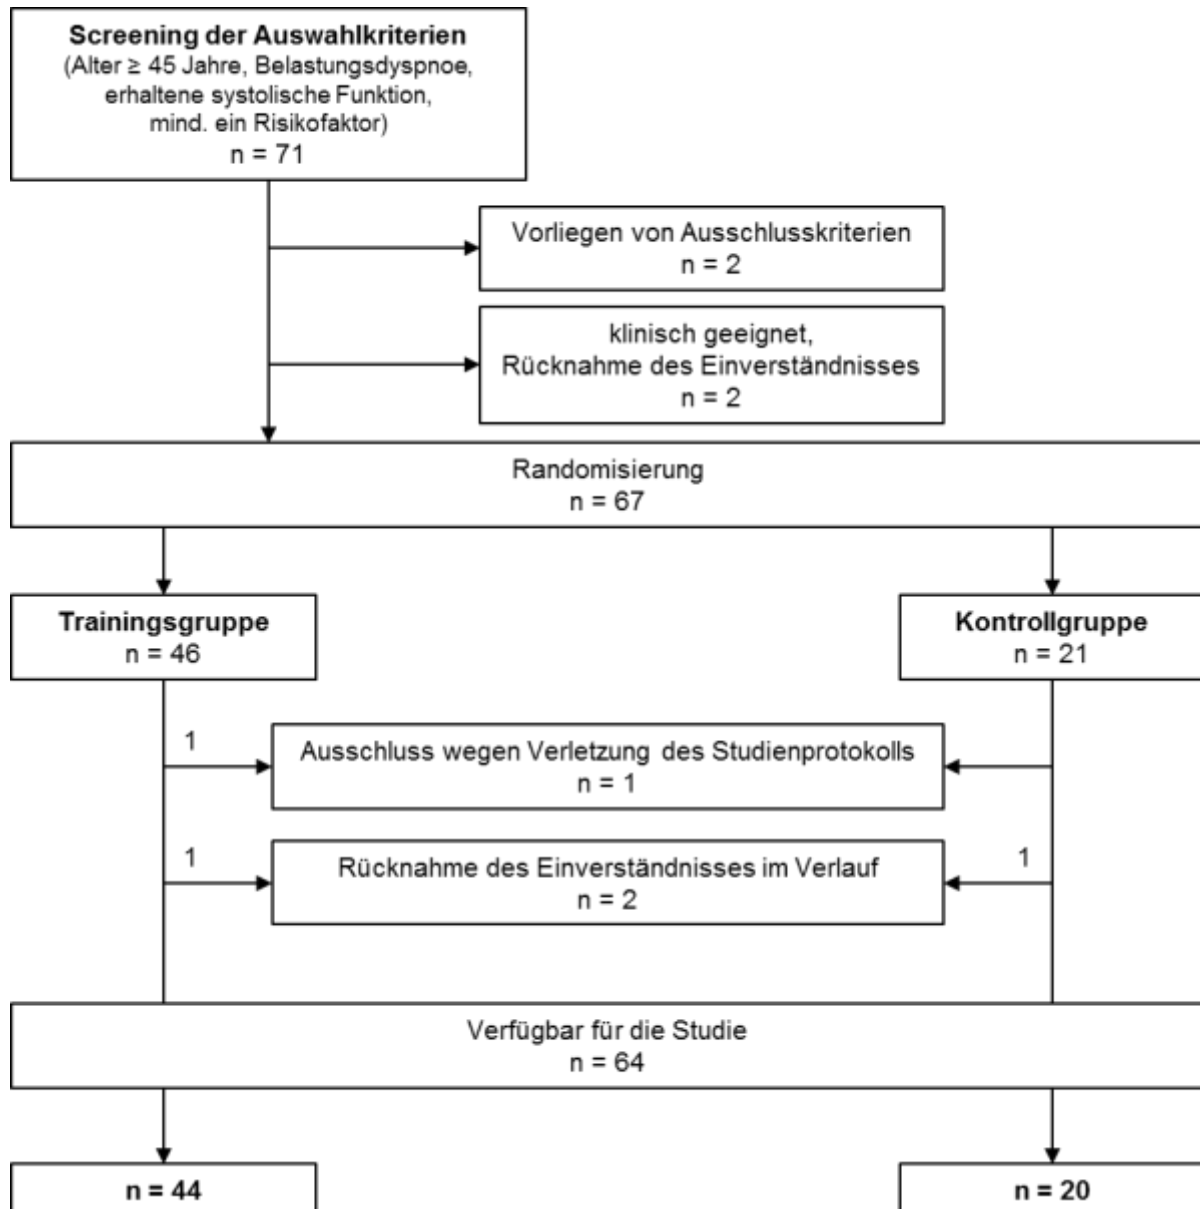 Screening der Auswahlkriterien
(Alter ≥ 45 Jahre, Belastungsdyspnoe,
erhaltene systolische Funktion,
mind. ein Risikofaktor)
n = 71
Vorliegen von Ausschlusskriterien
n = 2
klinisch geeignet,
Rücknahme des Einverständnisses
n = 2
Randomisierung
n = 67
Trainingsgruppe
n = 46
Kontrollgruppe
n = 21
1
Ausschluss wegen Verletzung des Studienprotokolls
n = 1
1
Rücknahme des Einverständnisses im Verlauf
n = 2
1
Verfügbar für die Studie
n = 64
n = 44
n = 20